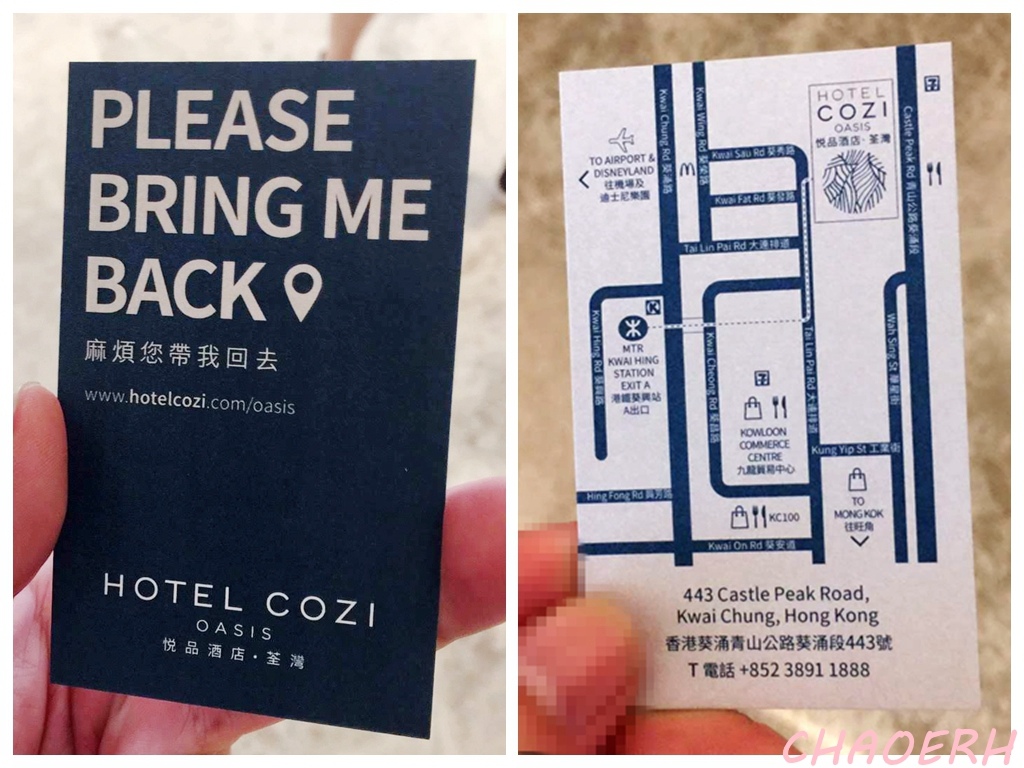 PLEASE
BRING ME
BACK
麻煩您帶我回去
www.hotelcozi.com/oasis
HOTEL COZI
OASIS
悦品酒店·荃灣
HOTEL
COZI
OASIS
悦品酒店·荃灣
Kwai Chung Rd 葵涌路
Kwai Wing Rd 葵榮路
Castle Peak Rd 青山公路葵涌段
TO AIRPORT &
DISNEYLAND
往機場及
迪士尼樂園
Kwai Sau Rd 葵秀路
Kwai Fat Rd 葵發路
Tai Lin Pai Rd 大連排道
Kwai Hing Rd 葵興路
K
MTR
KWAI HING
STATION
EXIT A
港鐵葵興站
A出口
Kwai Cheong Rd 葵昌路
Tai Lin Pai Rd 大連排道
Wah Sing St 華星街
7
7
KOWLOON
COMMERCE
CENTRE
九龍貿易中心
Kung Yip St 工業街
Hing Fong Rd 興芳路
KC100
TO
MONG KOK
往旺角
Kwai On Rd 葵安道
443 Castle Peak Road,
Kwai Chung, Hong Kong
香港葵涌青山公路葵涌段443號
T 電話 +852 3891 1888
CHAOERH